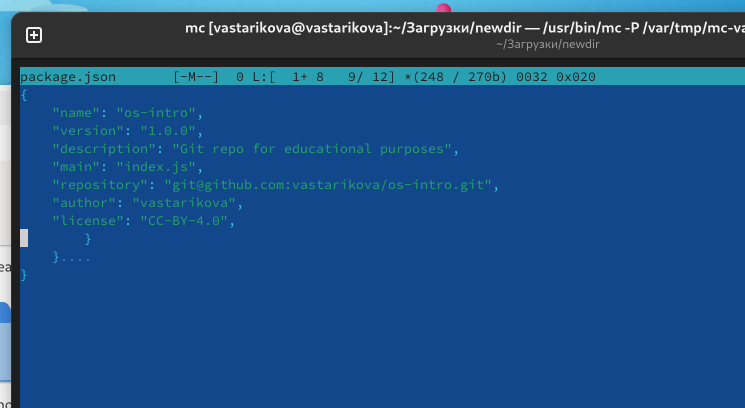 mc [vastarikova@vastarikova]:~/Загрузки/newdir — /usr/bin/mc -P /var/tmp/mc-va
~/Загрузки/newdir
package.json [-M--] 0 L:[ 1+ 8 9/ 12] *(248 / 270b) 0032 0x020
{
"name": "os-intro",
"version": "1.0.0",
"description": "Git repo for educational purposes",
"main": "index.js",
"repository": "git@github.com:vastarikova/os-intro.git",
"author": "vastarikova",
"license": "CC-BY-4.0",
}
}....
}